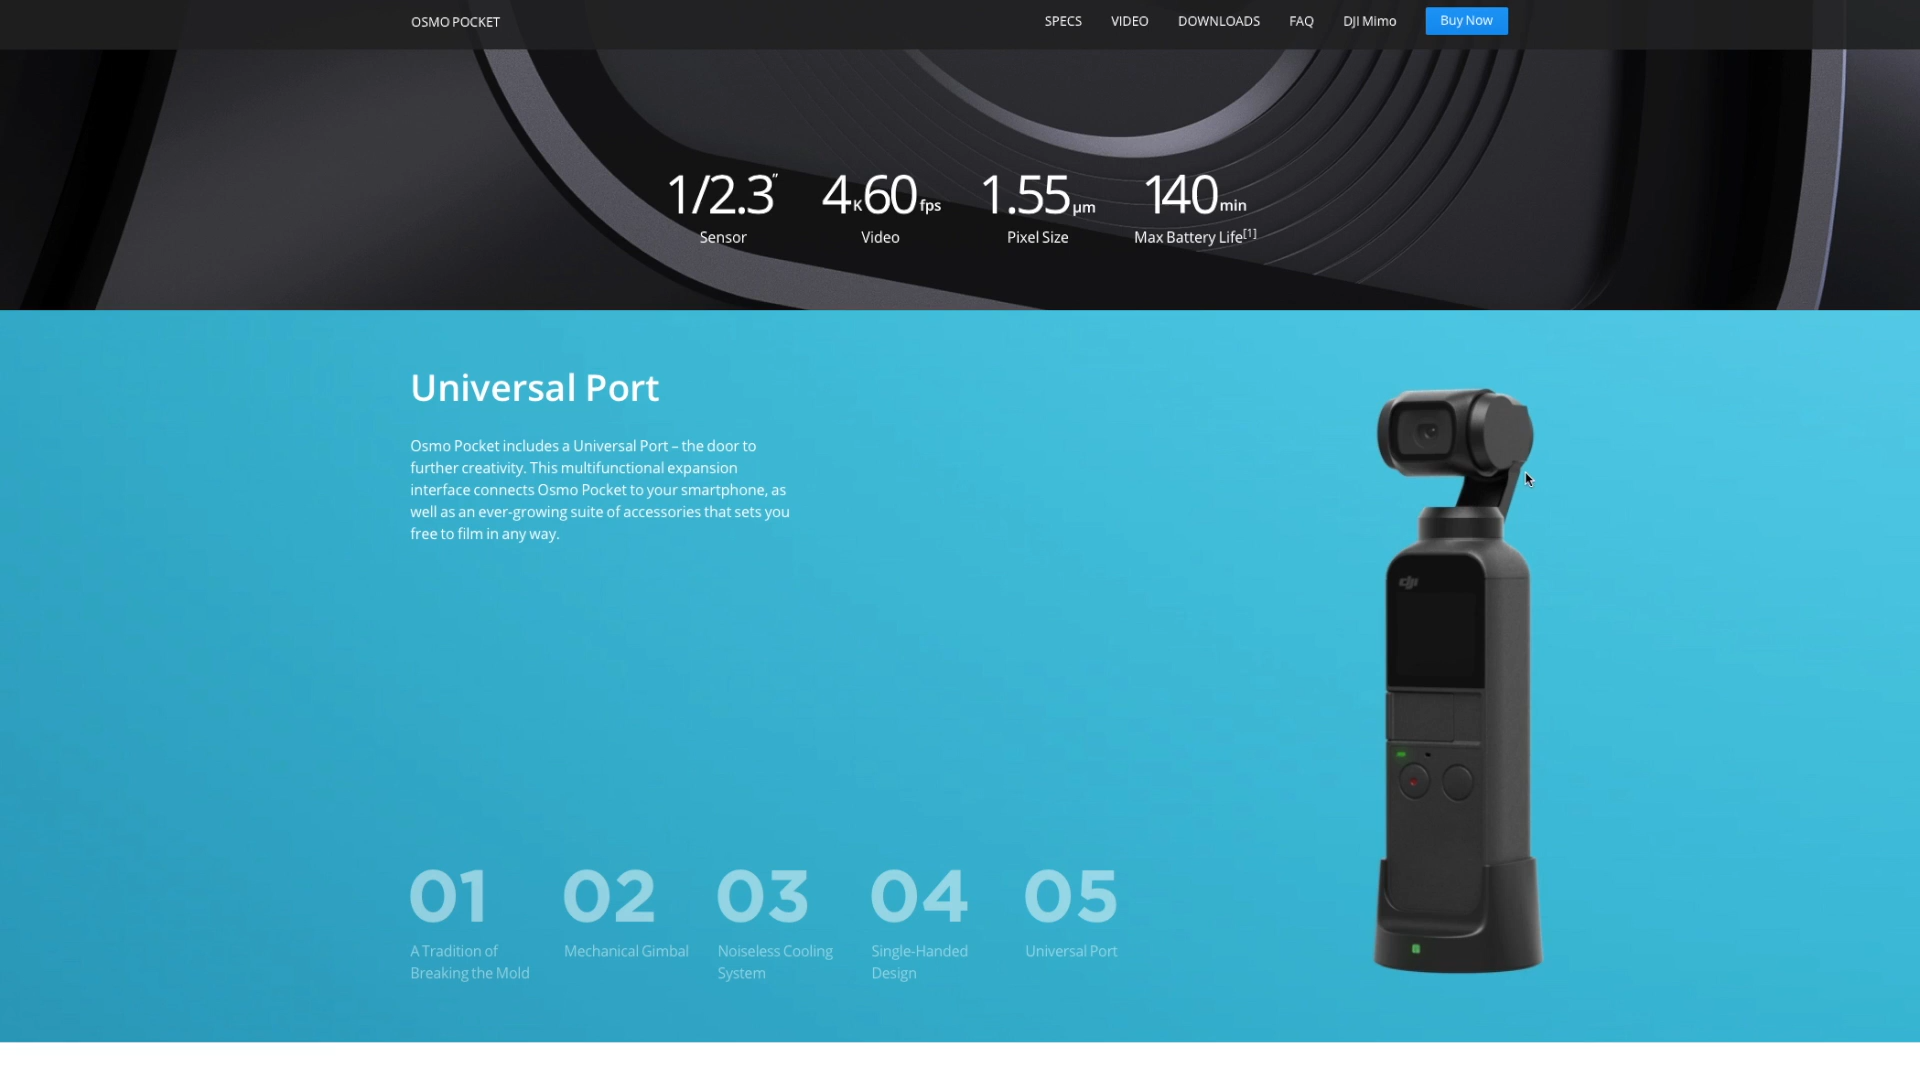 OSMO POCKET
SPECS VIDEO DOWNLOADS FAQ DJI Mimo Buy Now
1/2.3″ 4K60fps 1.55μm 140min
Sensor Video Pixel Size Max Battery Life[1]
Universal Port
Osmo Pocket includes a Universal Port – the door to
further creativity. This multifunctional expansion
interface connects Osmo Pocket to your smartphone, as
well as an ever-growing suite of accessories that sets you
free to film in any way.
dji
01 02 03 04 05
A Tradition of Mechanical Gimbal Noiseless Cooling Single-Handed Universal Port
Breaking the Mold System Design